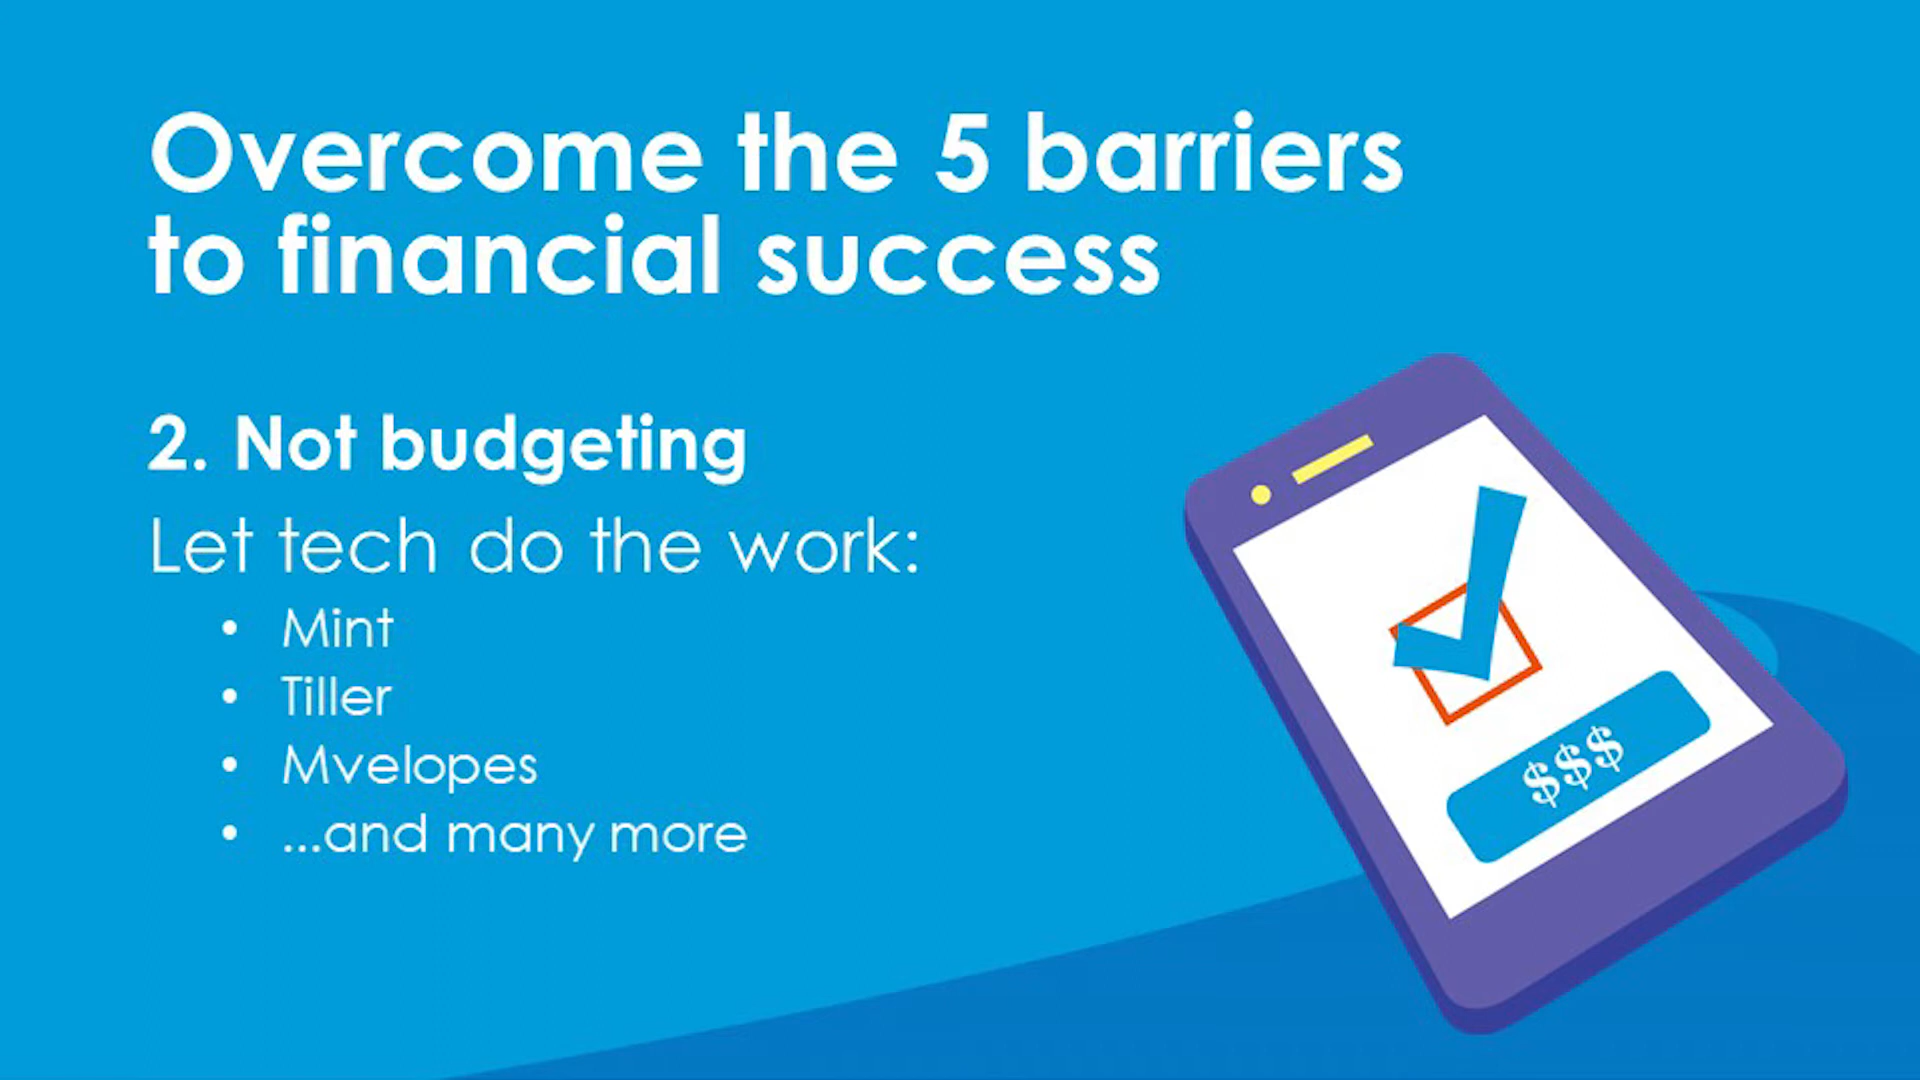 Overcome the 5 barriers
to financial success
2. Not budgeting
Let tech do the work:
• Mint
• Tiller
• Mvelopes
• ...and many more
$$$